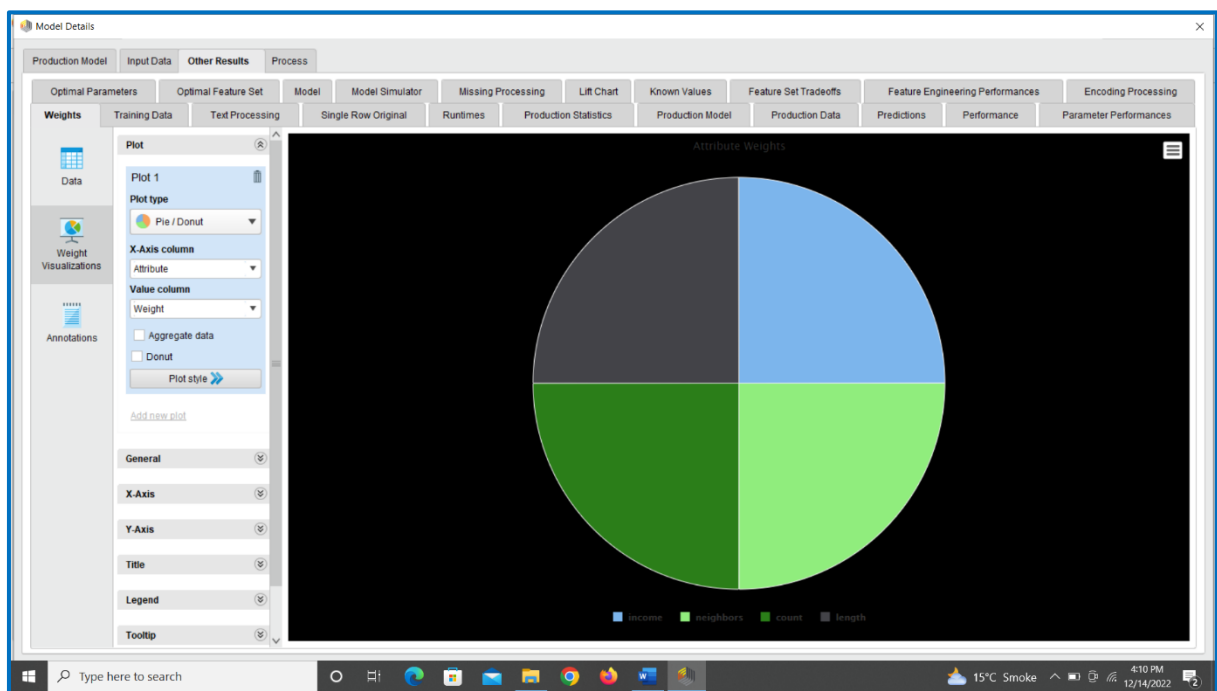 Model Details
Production Model Input Data Other Results Process
Optimal Parameters Optimal Feature Set Model Model Simulator Missing Processing Lift Chart Known Values Feature Set Tradeoffs Feature Engineering Performances Encoding Processing
Weights Training Data Text Processing Single Row Original Runtimes Production Statistics Production Model Production Data Predictions Performance Parameter Performances
Data
Weight
Visualizations
Annotations
Plot
Plot 1
Plot type
Pie / Donut
X-Axis column
Attribute
Value column
Weight
Aggregate data
Donut
Plot style
Add new plot
General
X-Axis
Y-Axis
Title
Legend
Tooltip
Attribute Weights
income neighbors count length
Type here to search
15°C Smoke
4:10 PM
12/14/2022
2